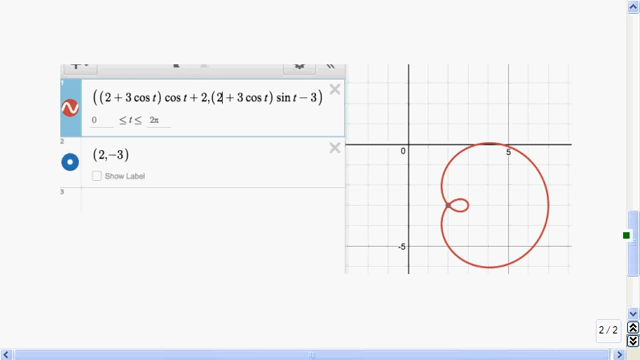 1
((2 + 3 cos t) cos t + 2,(2 + 3 cos t) sin t − 3)
0 ≤ t ≤ 2π
2
(2,−3)
Show Label
3
0
5
-5
2 / 2